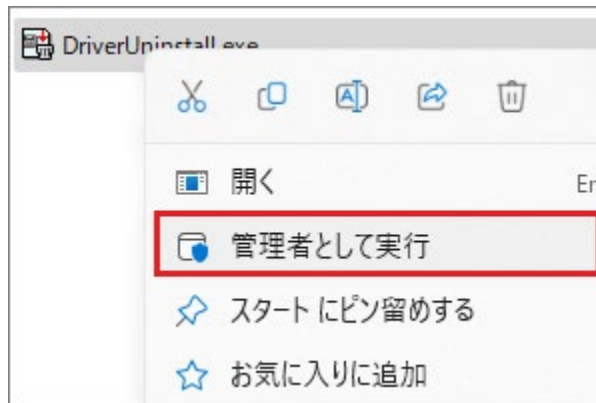 DriverUninstall.exe
開く
En
管理者として実行
スタート にピン留めする
お気に入りに追加